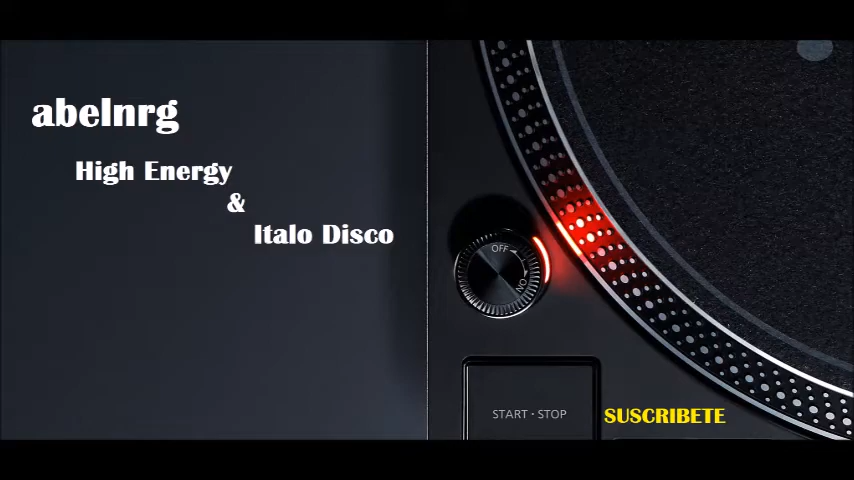 abelnrg
High Energy
&
Italo Disco
OFF
ON
START · STOP
SUSCRIBETE